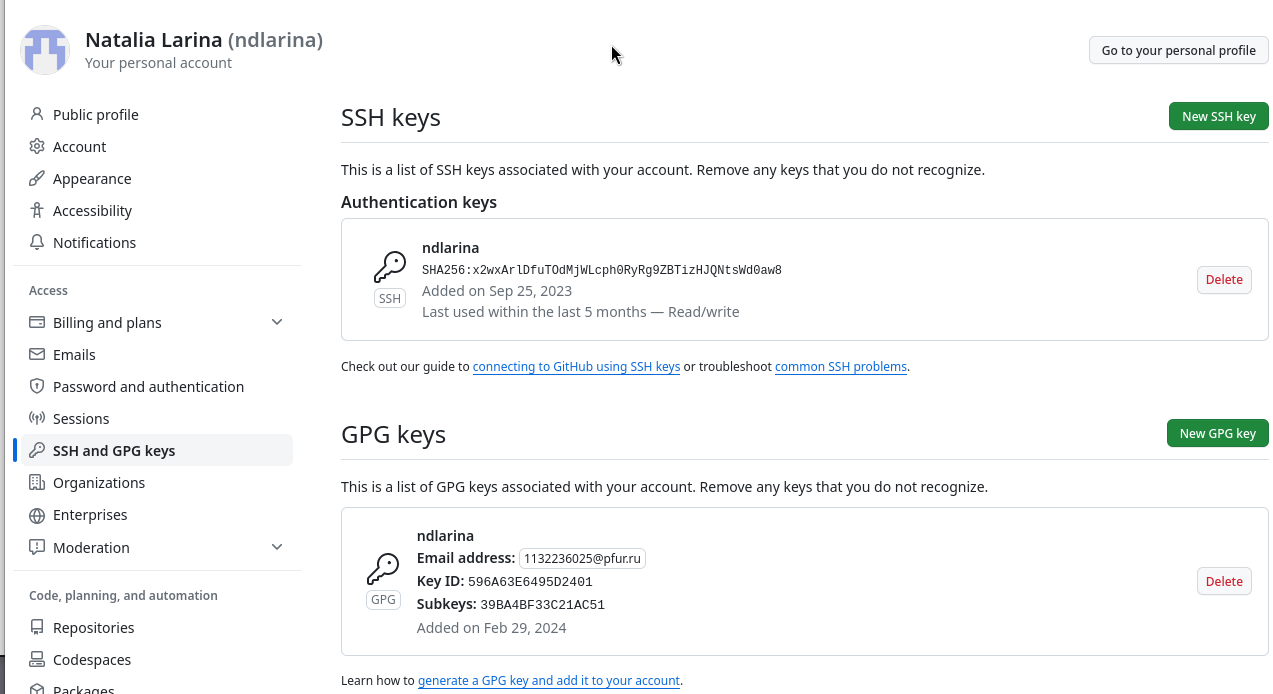 Natalia Larina (ndlarina)
Your personal account
Go to your personal profile
Public profile
Account
Appearance
Accessibility
Notifications
Access
Billing and plans
Emails
Password and authentication
Sessions
SSH and GPG keys
Organizations
Enterprises
Moderation
Code, planning, and automation
Repositories
Codespaces
Packages
SSH keys
New SSH key
This is a list of SSH keys associated with your account. Remove any keys that you do not recognize.
Authentication keys
ndlarina
SHA256:x2wxArlDfuTOdMjWLcph0RyRg9ZBTizHJQNtsWd0aw8
Added on Sep 25, 2023
Last used within the last 5 months — Read/write
SSH
Delete
Check out our guide to connecting to GitHub using SSH keys or troubleshoot common SSH problems.
GPG keys
New GPG key
This is a list of GPG keys associated with your account. Remove any keys that you do not recognize.
ndlarina
Email address: 1132236025@pfur.ru
Key ID: 596A63E6495D2401
Subkeys: 39BA4BF33C21AC51
Added on Feb 29, 2024
GPG
Delete
Learn how to generate a GPG key and add it to your account.